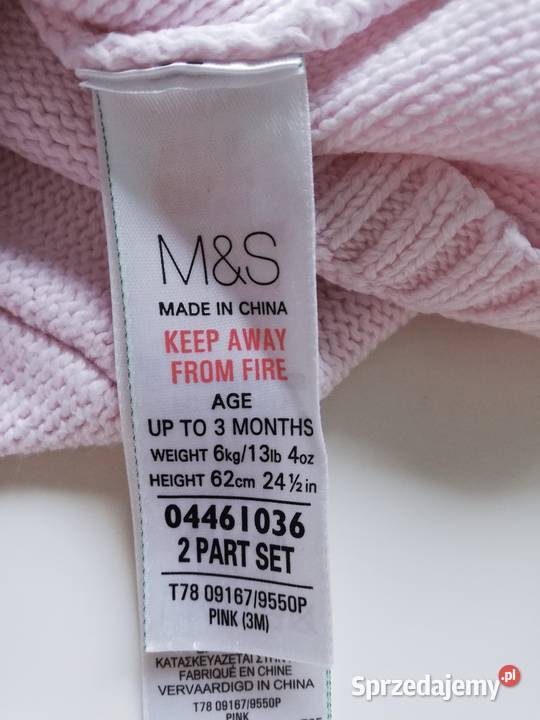 M&S
MADE IN CHINA
KEEP AWAY
FROM FIRE
AGE
UP TO 3 MONTHS
WEIGHT 6kg/13lb 4oz
HEIGHT 62cm 24½in
04461036
2 PART SET
T78 09167/9550P
PINK (3M)
ΚΑΤΑΣΚΕΥΑΖΕΤΑΙ ΣΤΗΝ
FABRIQUÉ EN CHINE
VERVAARDIGD IN CHINA
T78 09167/9550P
PINK
Sprzedajemy.pl